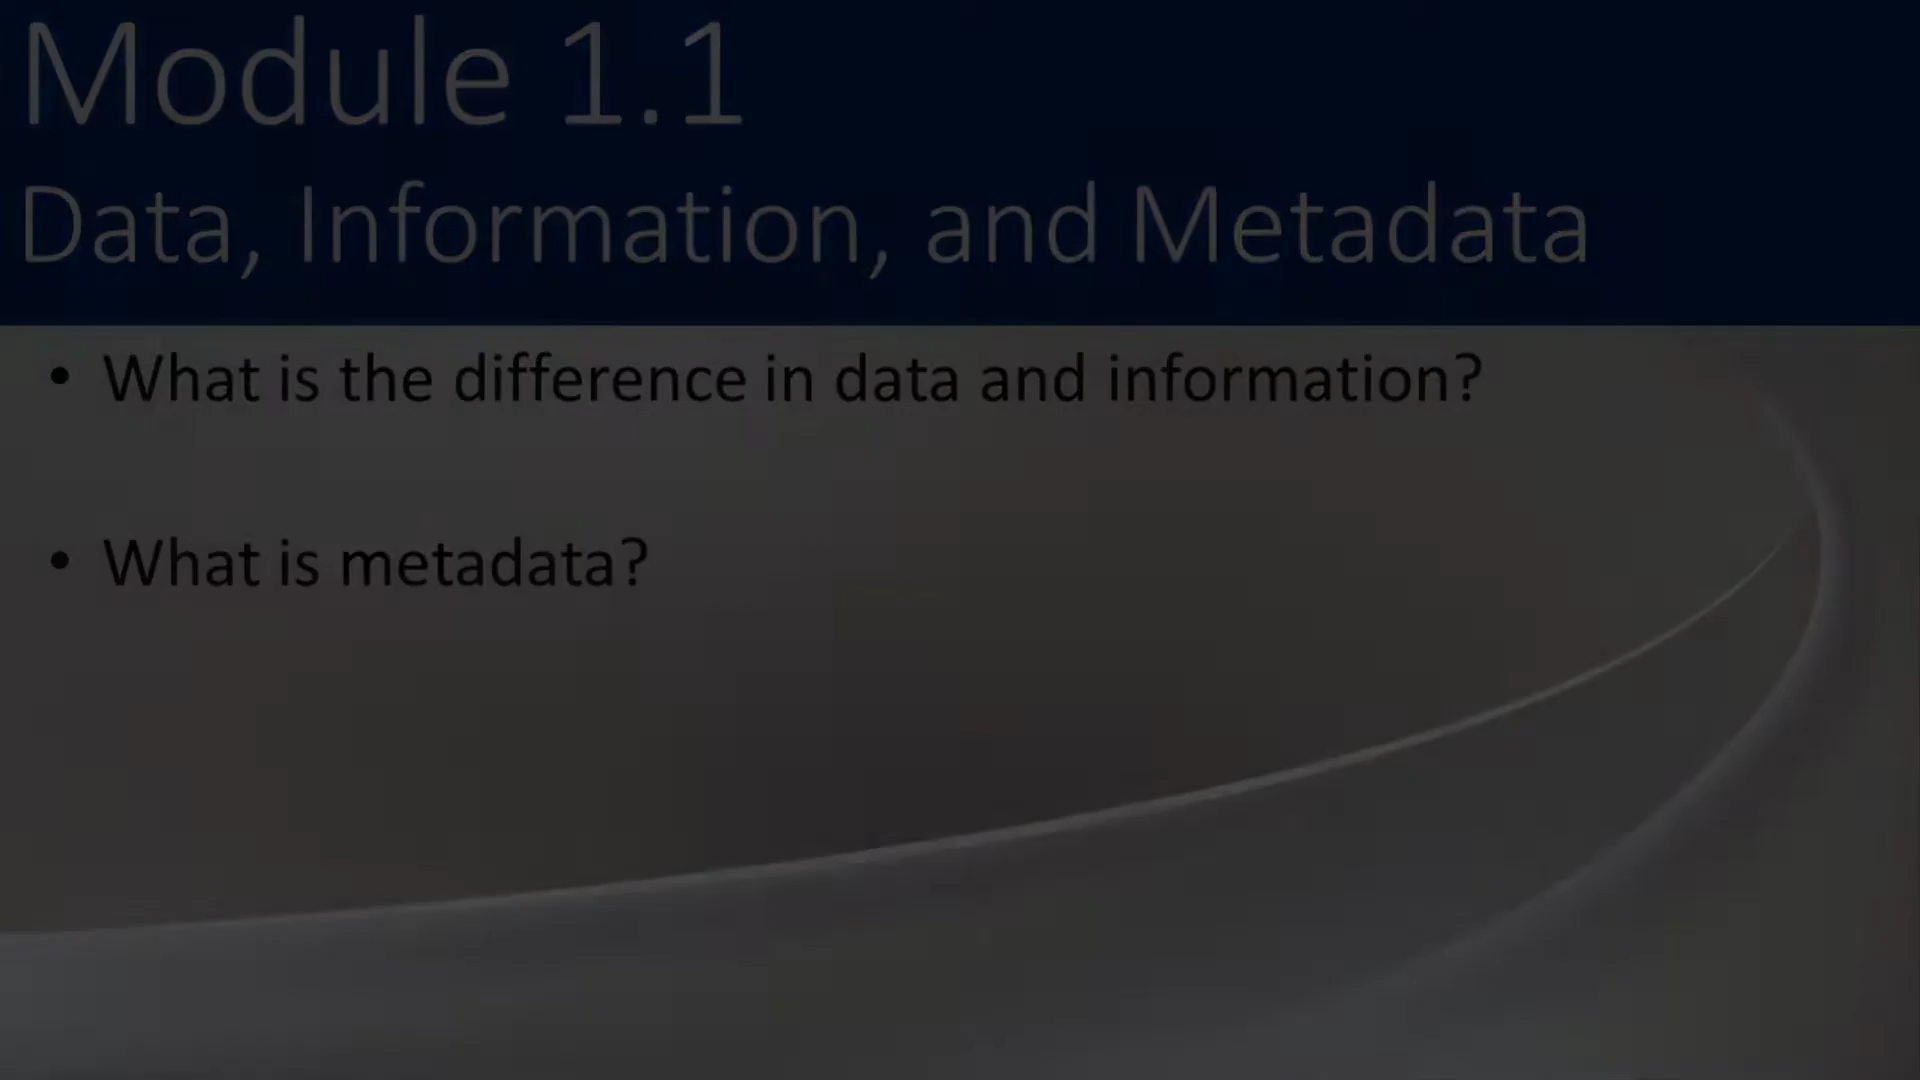 Module 1.1
Data, Information, and Metadata
• What is the difference in data and information?
• What is metadata?